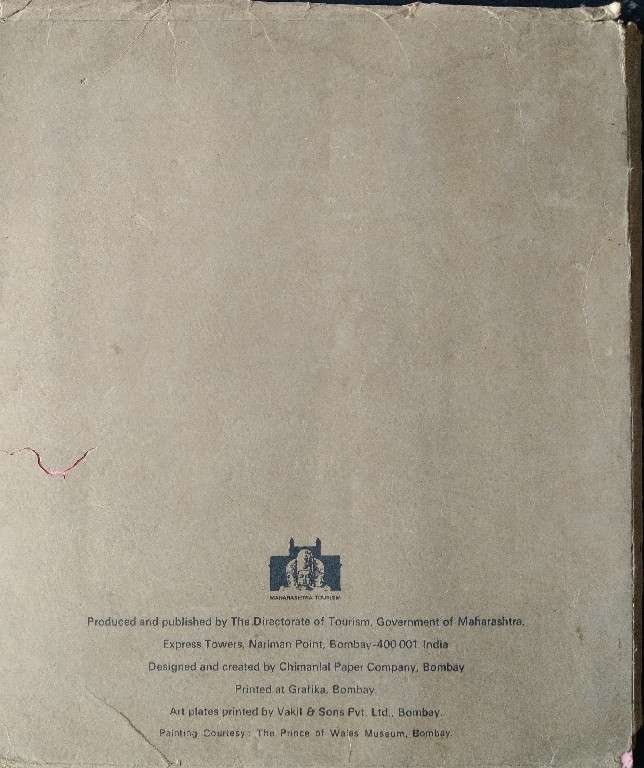 MAHARASHTRA TOURISM
Produced and published by The Directorate of Tourism, Government of Maharashtra,
Express Towers, Nariman Point, Bombay-400 001 India
Designed and created by Chimanlal Paper Company, Bombay
Printed at Grafika, Bombay.
Art plates printed by Vakil & Sons Pvt. Ltd., Bombay.
Painting Courtesy: The Prince of Wales Museum, Bombay.